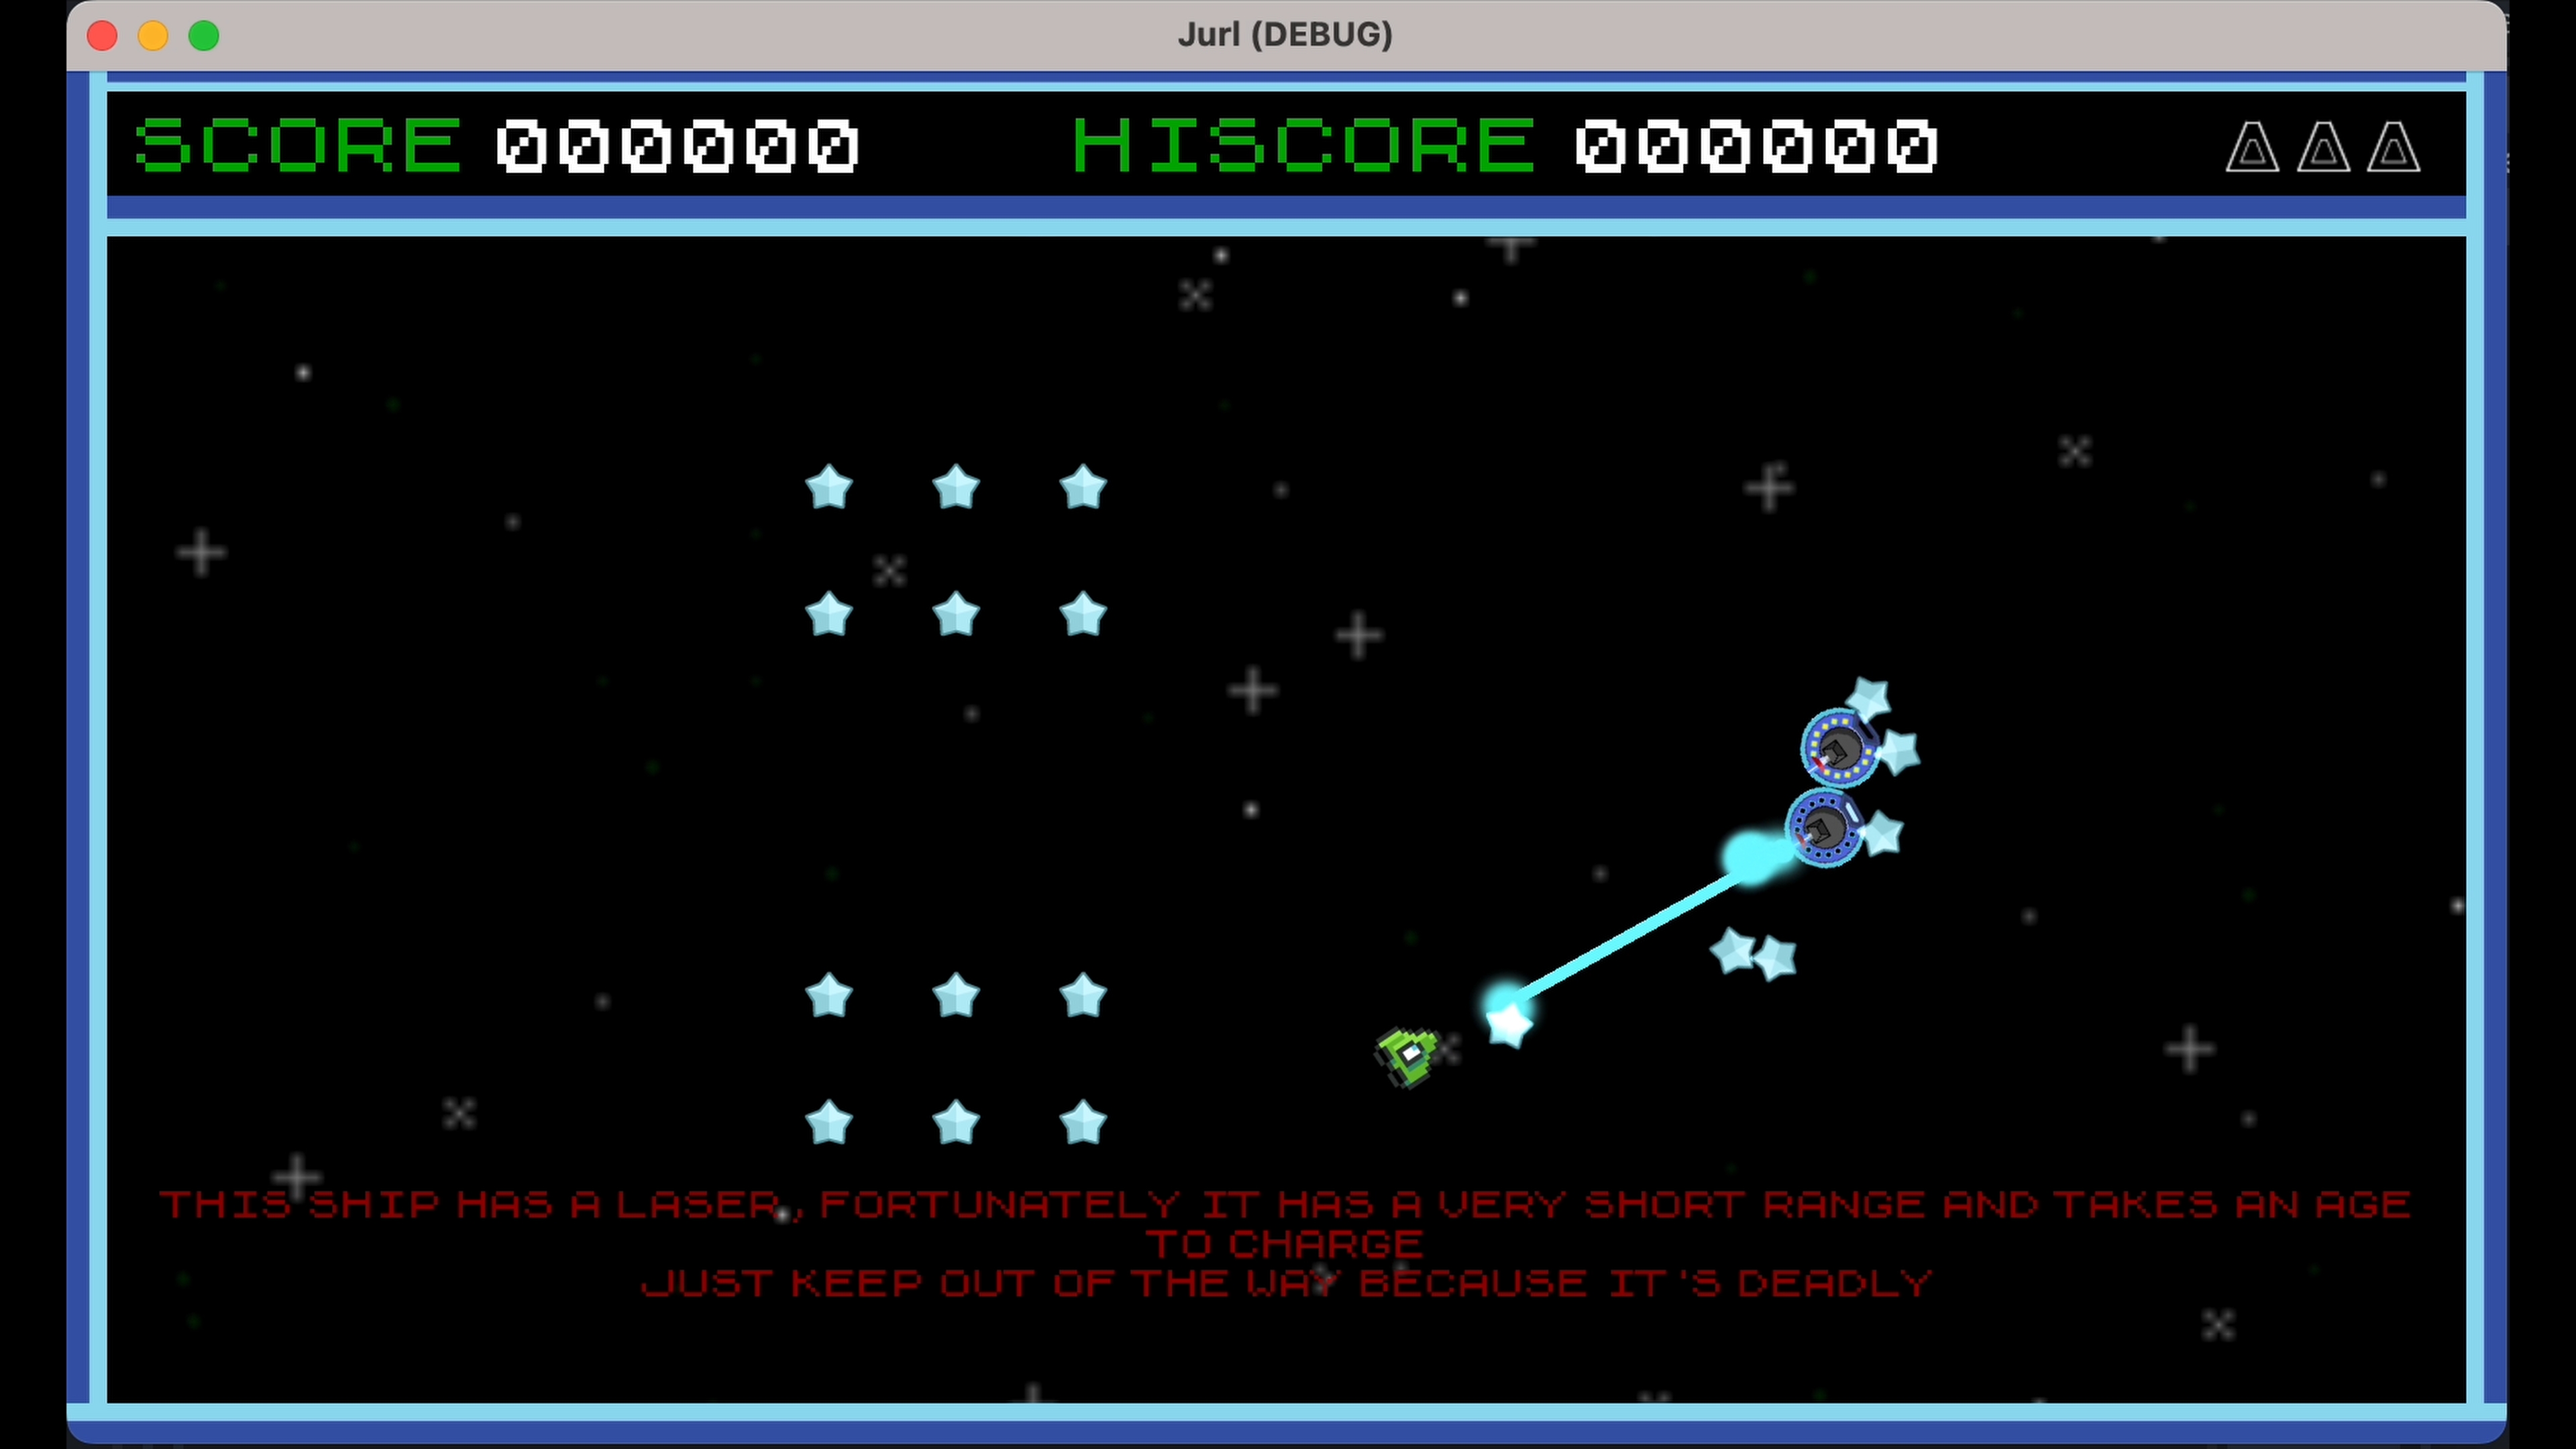 Jurl (DEBUG)
SCORE 000000 HISCORE 000000
THIS SHIP HAS A LASER, FORTUNATELY IT HAS A VERY SHORT RANGE AND TAKES AN AGE
TO CHARGE
JUST KEEP OUT OF THE WAY BECAUSE IT'S DEADLY